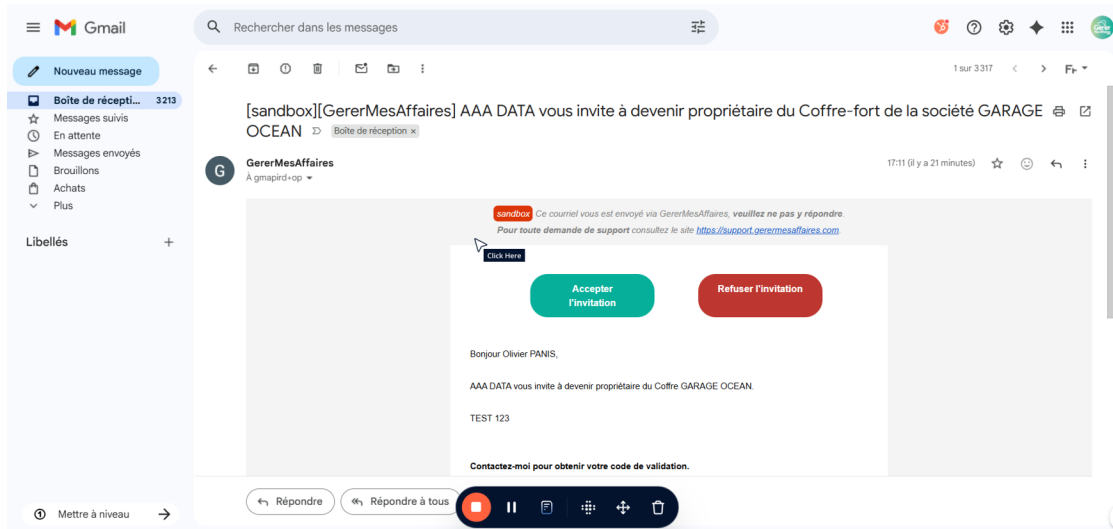 Gmail
Rechercher dans les messages
Nouveau message
1 sur 3 317
Fr
Boîte de récepti... 3 213
Messages suivis
En attente
Messages envoyés
Brouillons
Achats
Plus
Libellés
[sandbox][GererMesAffaires] AAA DATA vous invite à devenir propriétaire du Coffre-fort de la société GARAGE
OCEAN Boîte de réception ×
G
GererMesAffaires
17:11 (il y a 21 minutes)
À gmapird+op
sandbox Ce courriel vous est envoyé via GererMesAffaires, veuillez ne pas y répondre.
Pour toute demande de support consultez le site https://support.gerermesaffaires.com.
Click Here
Accepter
l'invitation
Refuser l'invitation
Bonjour Olivier PANIS,
AAA DATA vous invite à devenir propriétaire du Coffre GARAGE OCEAN.
TEST 123
Contactez-moi pour obtenir votre code de validation.
Répondre
Répondre à tous
Mettre à niveau